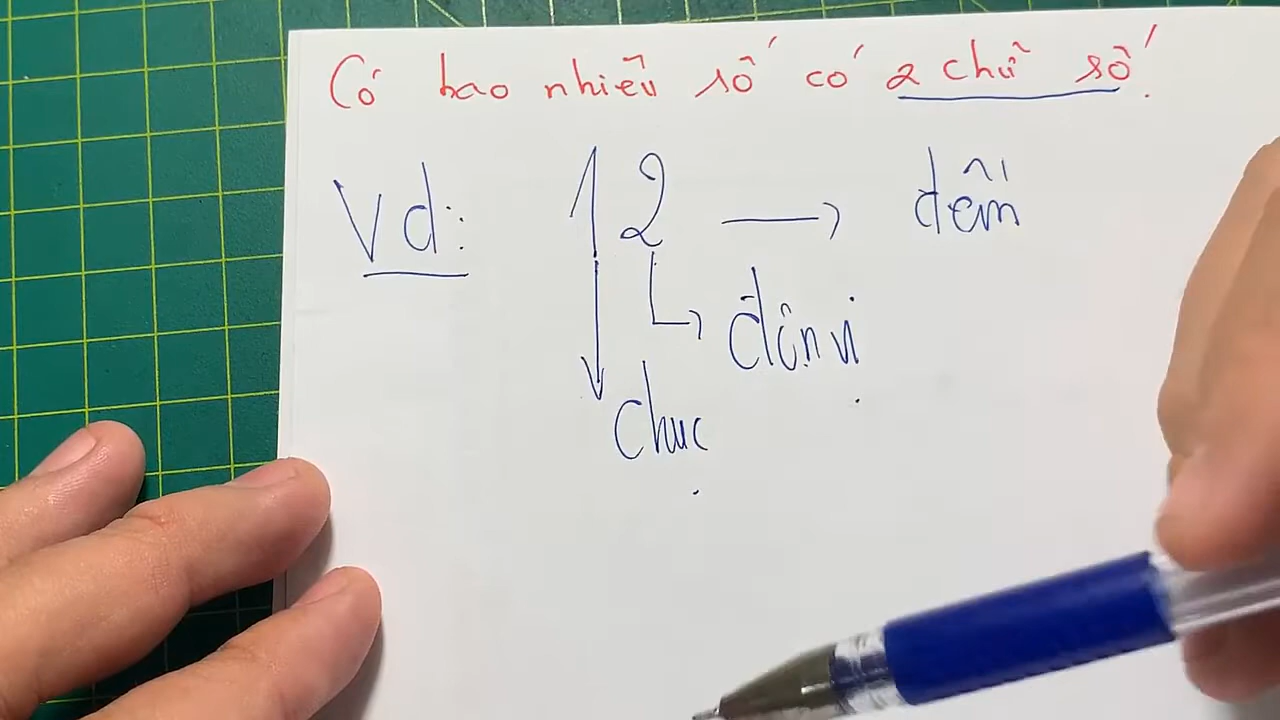 Có bao nhiêu số có 2 chữ số.
Vd: 12 → đếm
đơn vị
chục